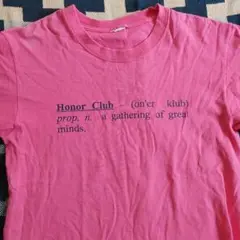 Honor Club - (on'er klub)
prop. n. a gathering of great
minds.